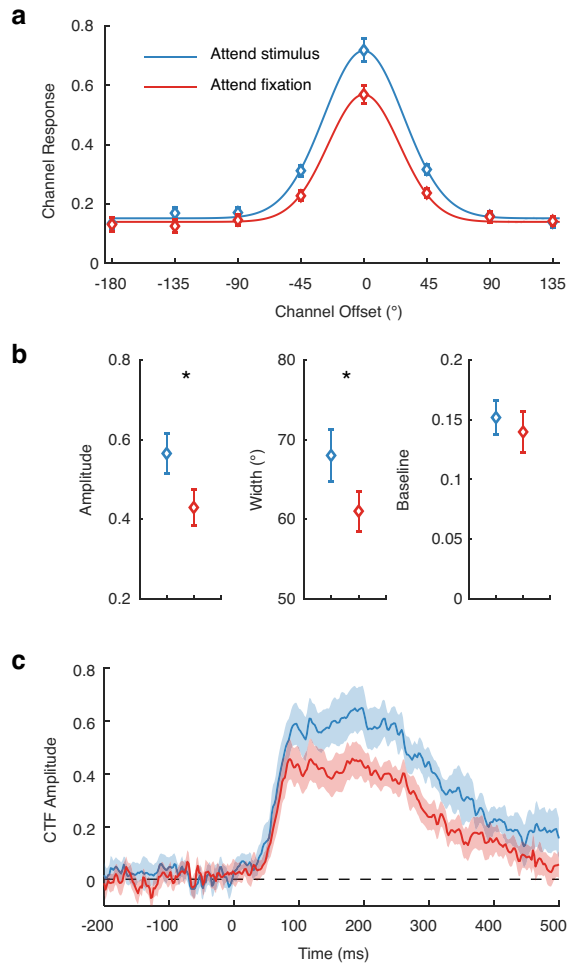 a
0.8
0.6
0.4
0.2
0
Channel Response
Attend stimulus
Attend fixation
-180 -135 -90 -45 0 45 90 135
Channel Offset (°)
b
0.8
0.6
0.4
0.2
Amplitude
*
80
70
60
50
Width (°)
*
0.2
0.15
0.1
0.05
0
Baseline
c
0.8
0.6
0.4
0.2
0
CTF Amplitude
-200 -100 0 100 200 300 400 500
Time (ms)